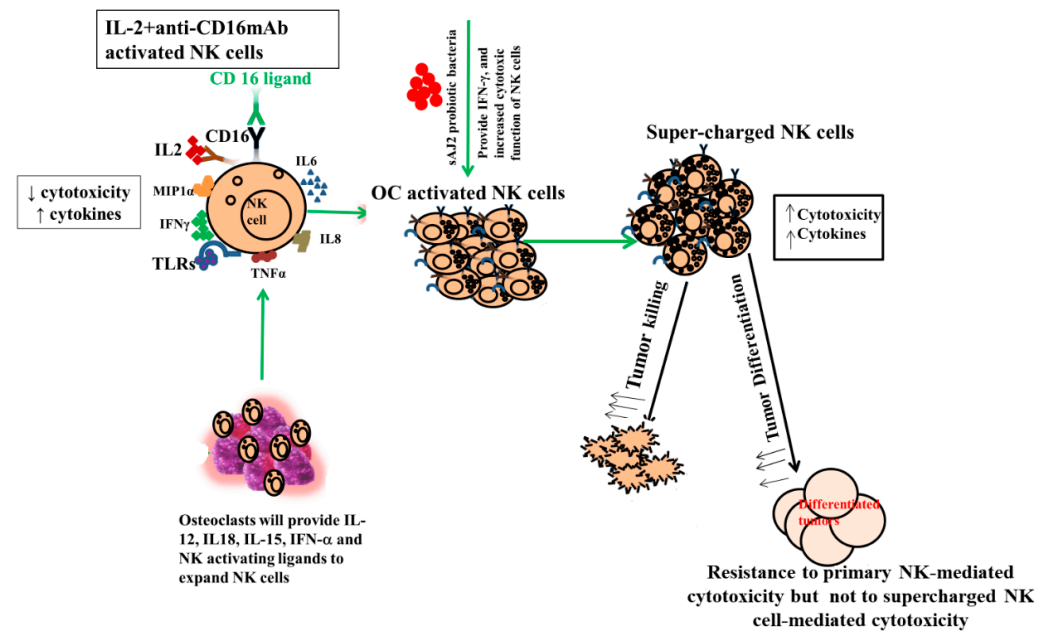 IL-2+anti-CD16mAb
activated NK cells
CD 16 ligand
CD16
IL2
IL6
MIP1α
NK
cell
IFNγ
IL8
TLRs
TNFα
↓ cytotoxicity
↑ cytokines
sAJ2 probiotic bacteria
Provide IFN-γ, and
increased cytotoxic
function of NK cells
OC activated NK cells
Super-charged NK cells
↑Cytotoxicity
↑Cytokines
Tumor killing
Tumor Differentiation
Osteoclasts will provide IL-
12, IL18, IL-15, IFN-α and
NK activating ligands to
expand NK cells
Differentiated
tumors
Resistance to primary NK-mediated
cytotoxicity but not to supercharged NK
cell-mediated cytotoxicity